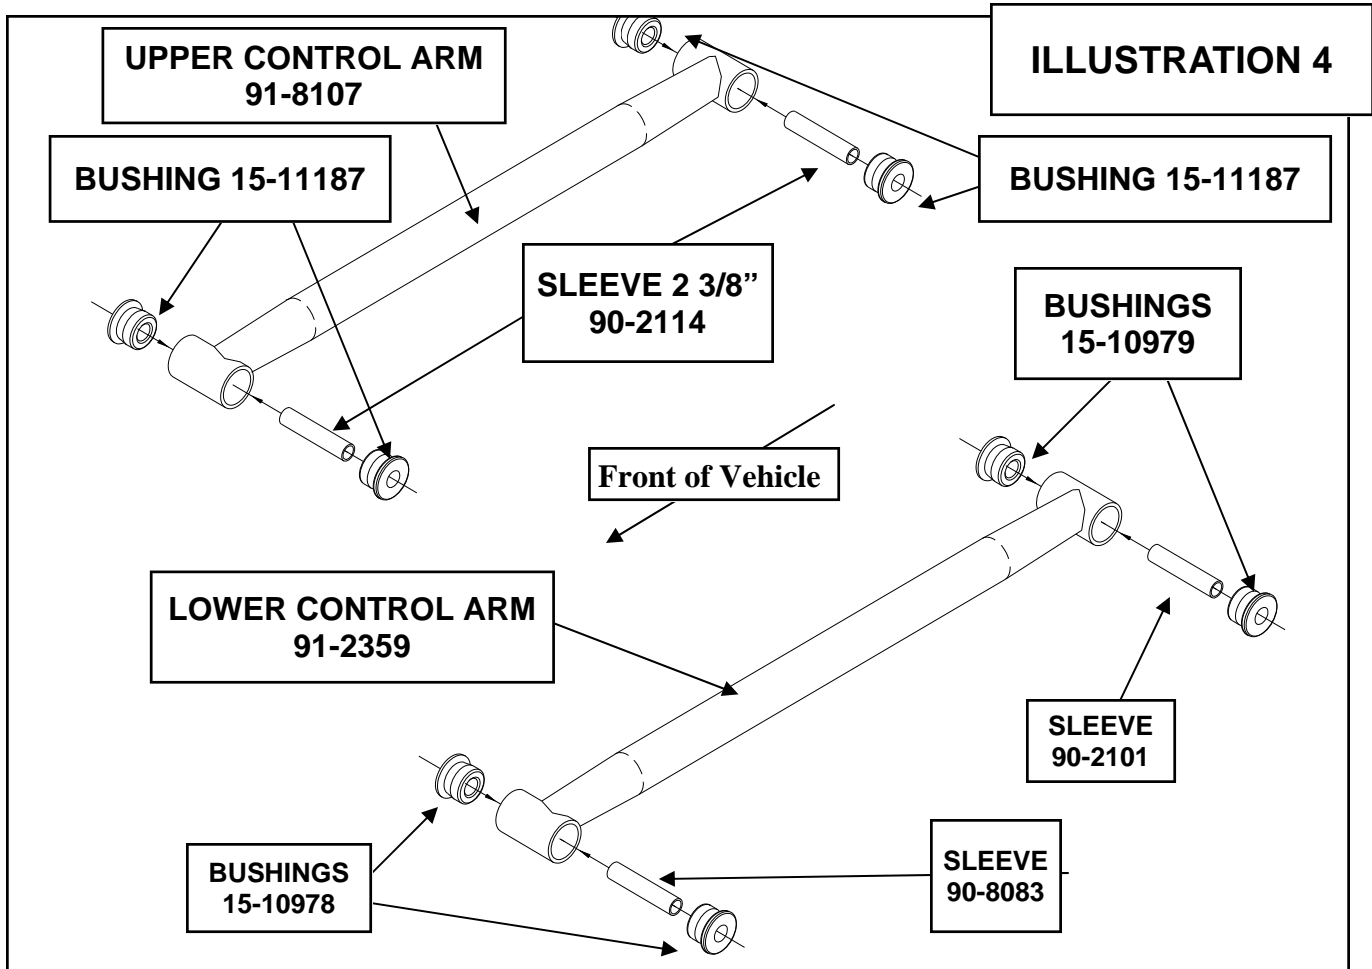 ILLUSTRATION 4
UPPER CONTROL ARM
91-8107
BUSHING 15-11187
BUSHING 15-11187
SLEEVE 2 3/8”
90-2114
BUSHINGS
15-10979
Front of Vehicle
LOWER CONTROL ARM
91-2359
SLEEVE
90-2101
BUSHINGS
15-10978
SLEEVE
90-8083